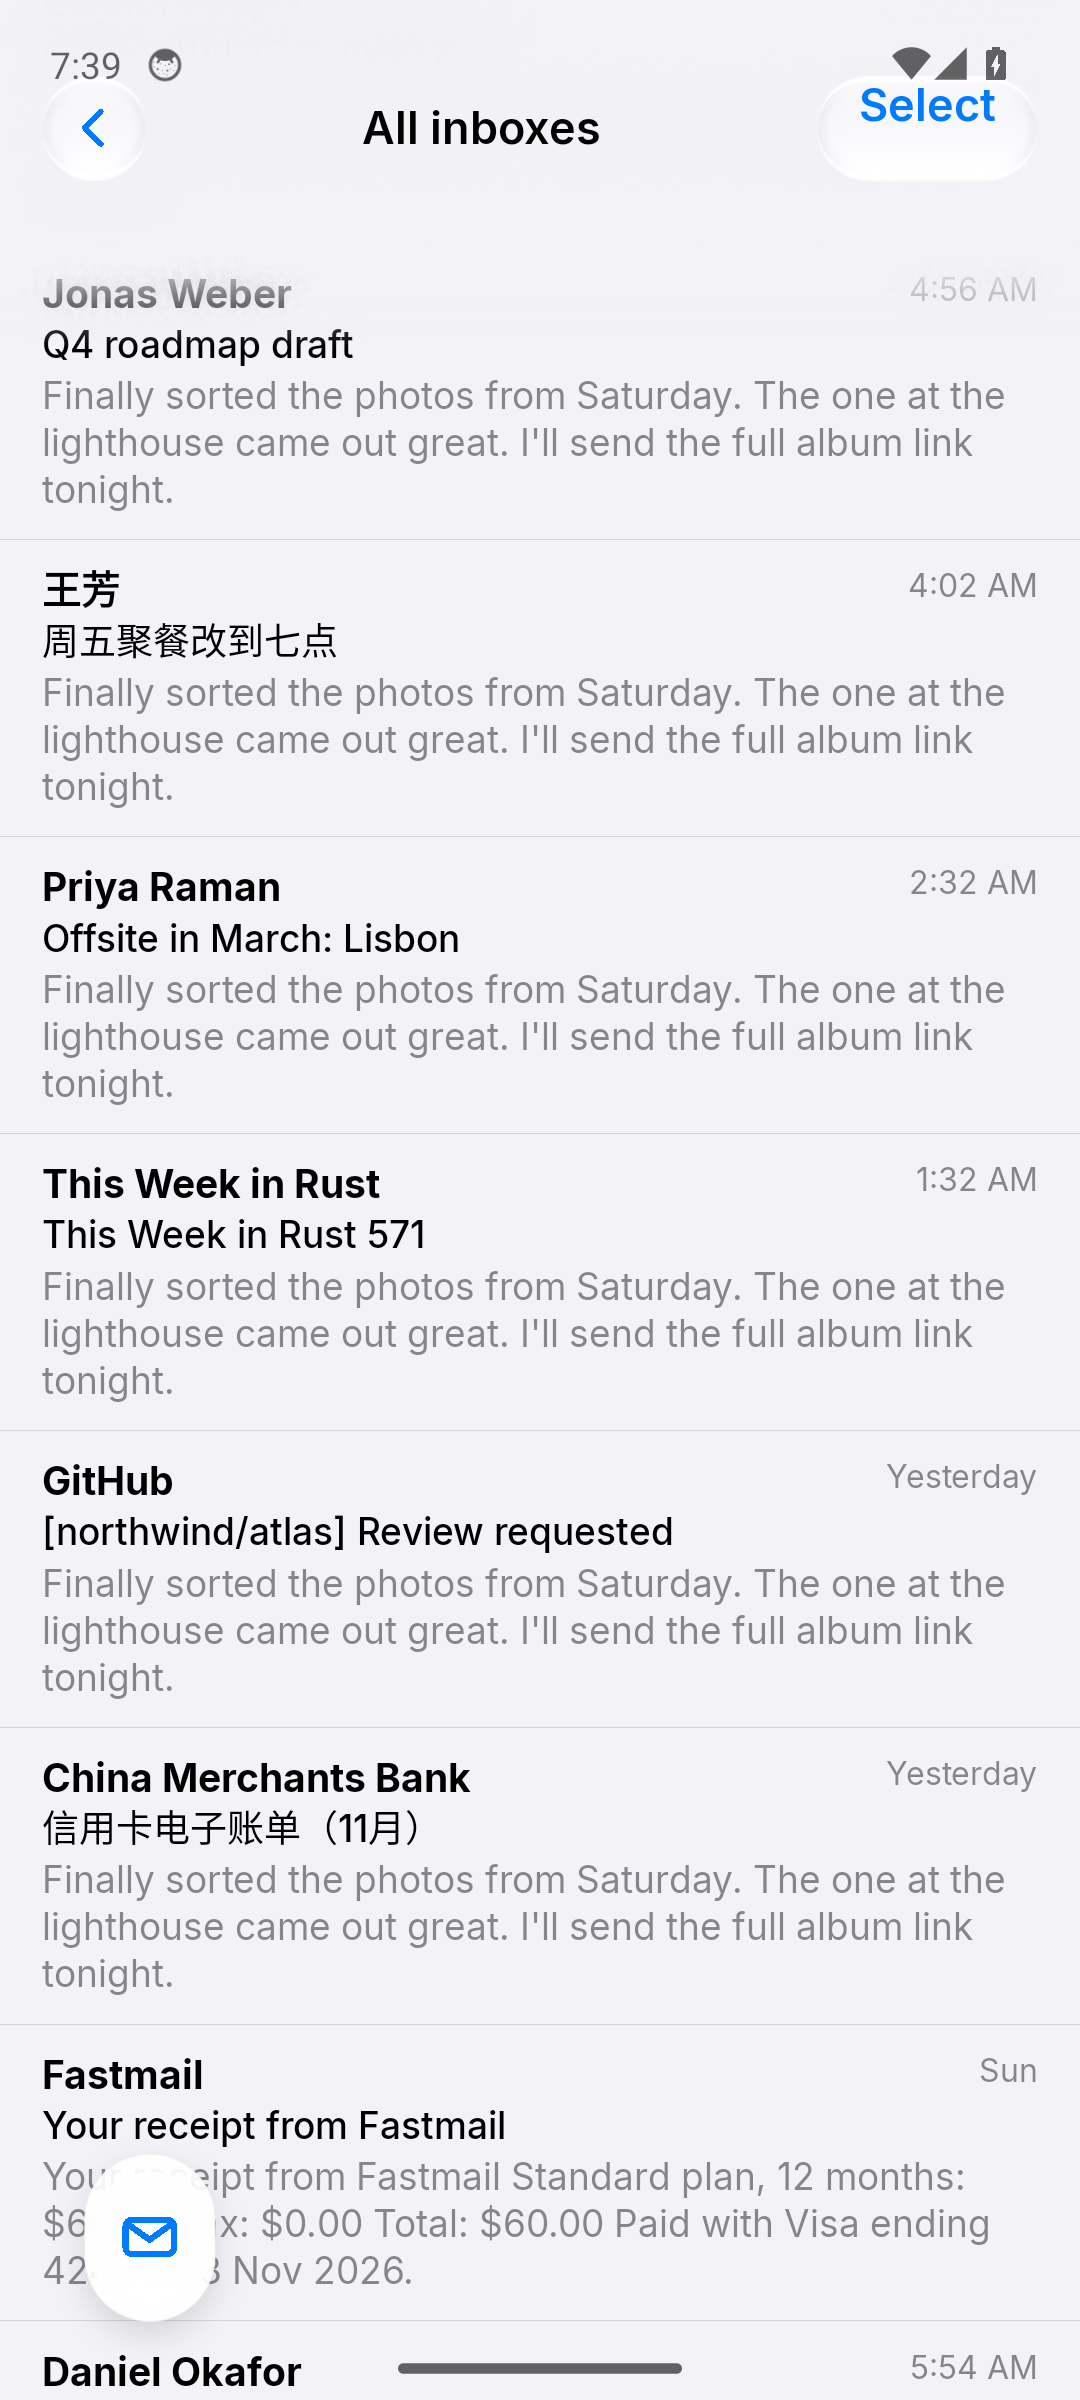 7:39
All inboxes
Select
Jonas Weber
4:56 AM
Q4 roadmap draft
Finally sorted the photos from Saturday. The one at the
lighthouse came out great. I'll send the full album link
tonight.
王芳
4:02 AM
周五聚餐改到七点
Finally sorted the photos from Saturday. The one at the
lighthouse came out great. I'll send the full album link
tonight.
Priya Raman
2:32 AM
Offsite in March: Lisbon
Finally sorted the photos from Saturday. The one at the
lighthouse came out great. I'll send the full album link
tonight.
This Week in Rust
1:32 AM
This Week in Rust 571
Finally sorted the photos from Saturday. The one at the
lighthouse came out great. I'll send the full album link
tonight.
GitHub
Yesterday
[northwind/atlas] Review requested
Finally sorted the photos from Saturday. The one at the
lighthouse came out great. I'll send the full album link
tonight.
China Merchants Bank
Yesterday
信用卡电子账单（11月）
Finally sorted the photos from Saturday. The one at the
lighthouse came out great. I'll send the full album link
tonight.
Fastmail
Sun
Your receipt from Fastmail
Your receipt from Fastmail Standard plan, 12 months:
$0.00 Total: $60.00 Paid with Visa ending
Nov 2026.
Daniel Okafor
5:54 AM